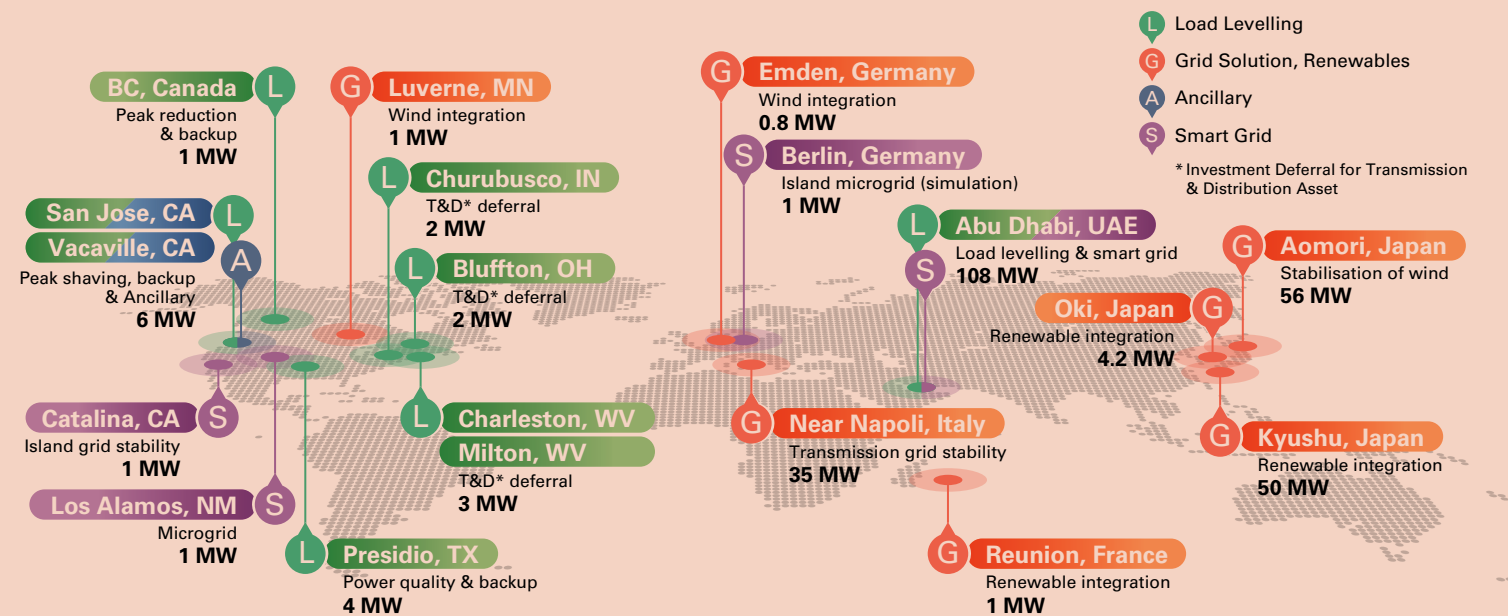 L Load Levelling
G Grid Solution, Renewables
A Ancillary
S Smart Grid
* Investment Deferral for Transmission
& Distribution Asset
L
BC, Canada
Peak reduction
& backup
1 MW
G
Luverne, MN
Wind integration
1 MW
L
Churubusco, IN
T&D* deferral
2 MW
L
A
San Jose, CA
Vacaville, CA
Peak shaving, backup
& Ancillary
6 MW
L
Bluffton, OH
T&D* deferral
2 MW
S
Catalina, CA
Island grid stability
1 MW
L
Charleston, WV
Milton, WV
T&D* deferral
3 MW
S
Los Alamos, NM
Microgrid
1 MW
L
Presidio, TX
Power quality & backup
4 MW
G
Emden, Germany
Wind integration
0.8 MW
S
Berlin, Germany
Island microgrid (simulation)
1 MW
L
S
Abu Dhabi, UAE
Load levelling & smart grid
108 MW
G
Aomori, Japan
Stabilisation of wind
56 MW
G
Oki, Japan
Renewable integration
4.2 MW
G
Near Napoli, Italy
Transmission grid stability
35 MW
G
Kyushu, Japan
Renewable integration
50 MW
G
Reunion, France
Renewable integration
1 MW